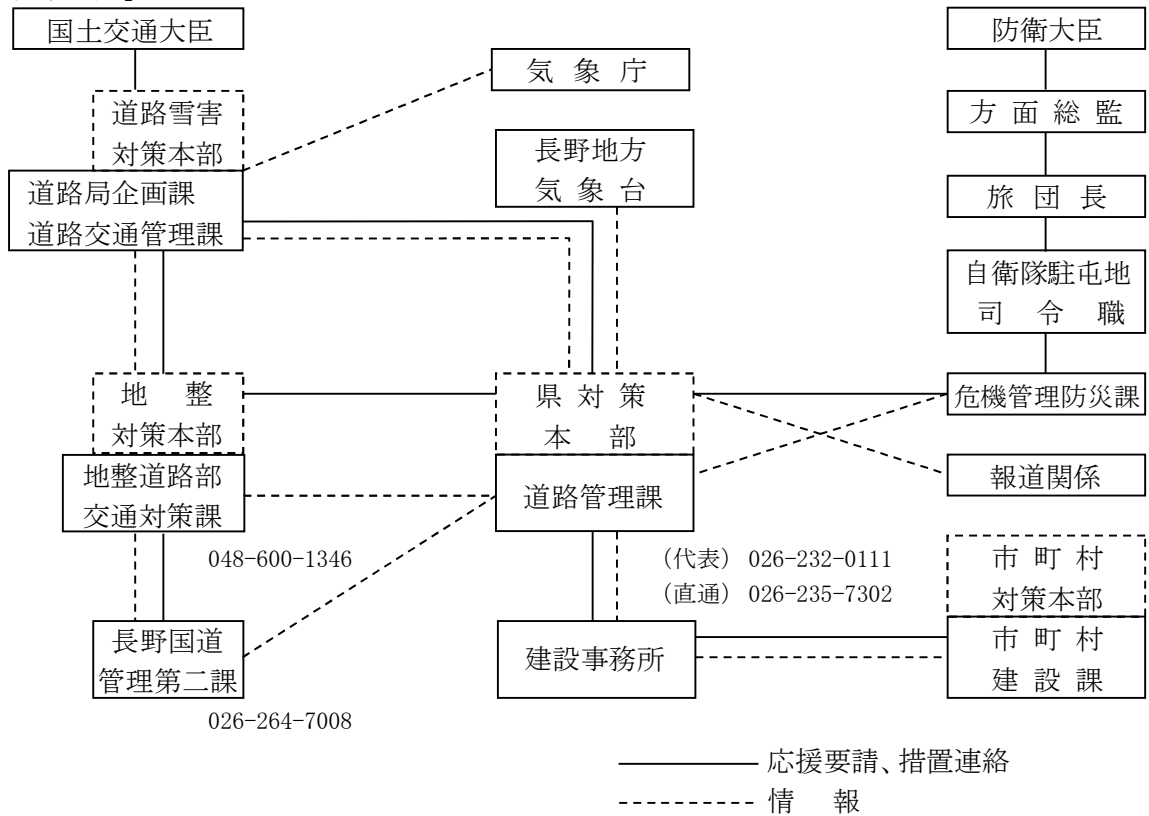 国土交通大臣
道路雪害
対策本部
道路局企画課
道路交通管理課
気象庁
長野地方
気象台
防衛大臣
方面総監
旅団長
自衛隊駐屯地
司令職
地整
対策本部
地整道路部
交通対策課
048-600-1346
県対策
本部
道路管理課
(代表) 026-232-0111
(直通) 026-235-7302
危機管理防災課
報道関係
長野国道
管理第二課
026-264-7008
建設事務所
市町村
対策本部
市町村
建設課
応援要請、措置連絡
情報